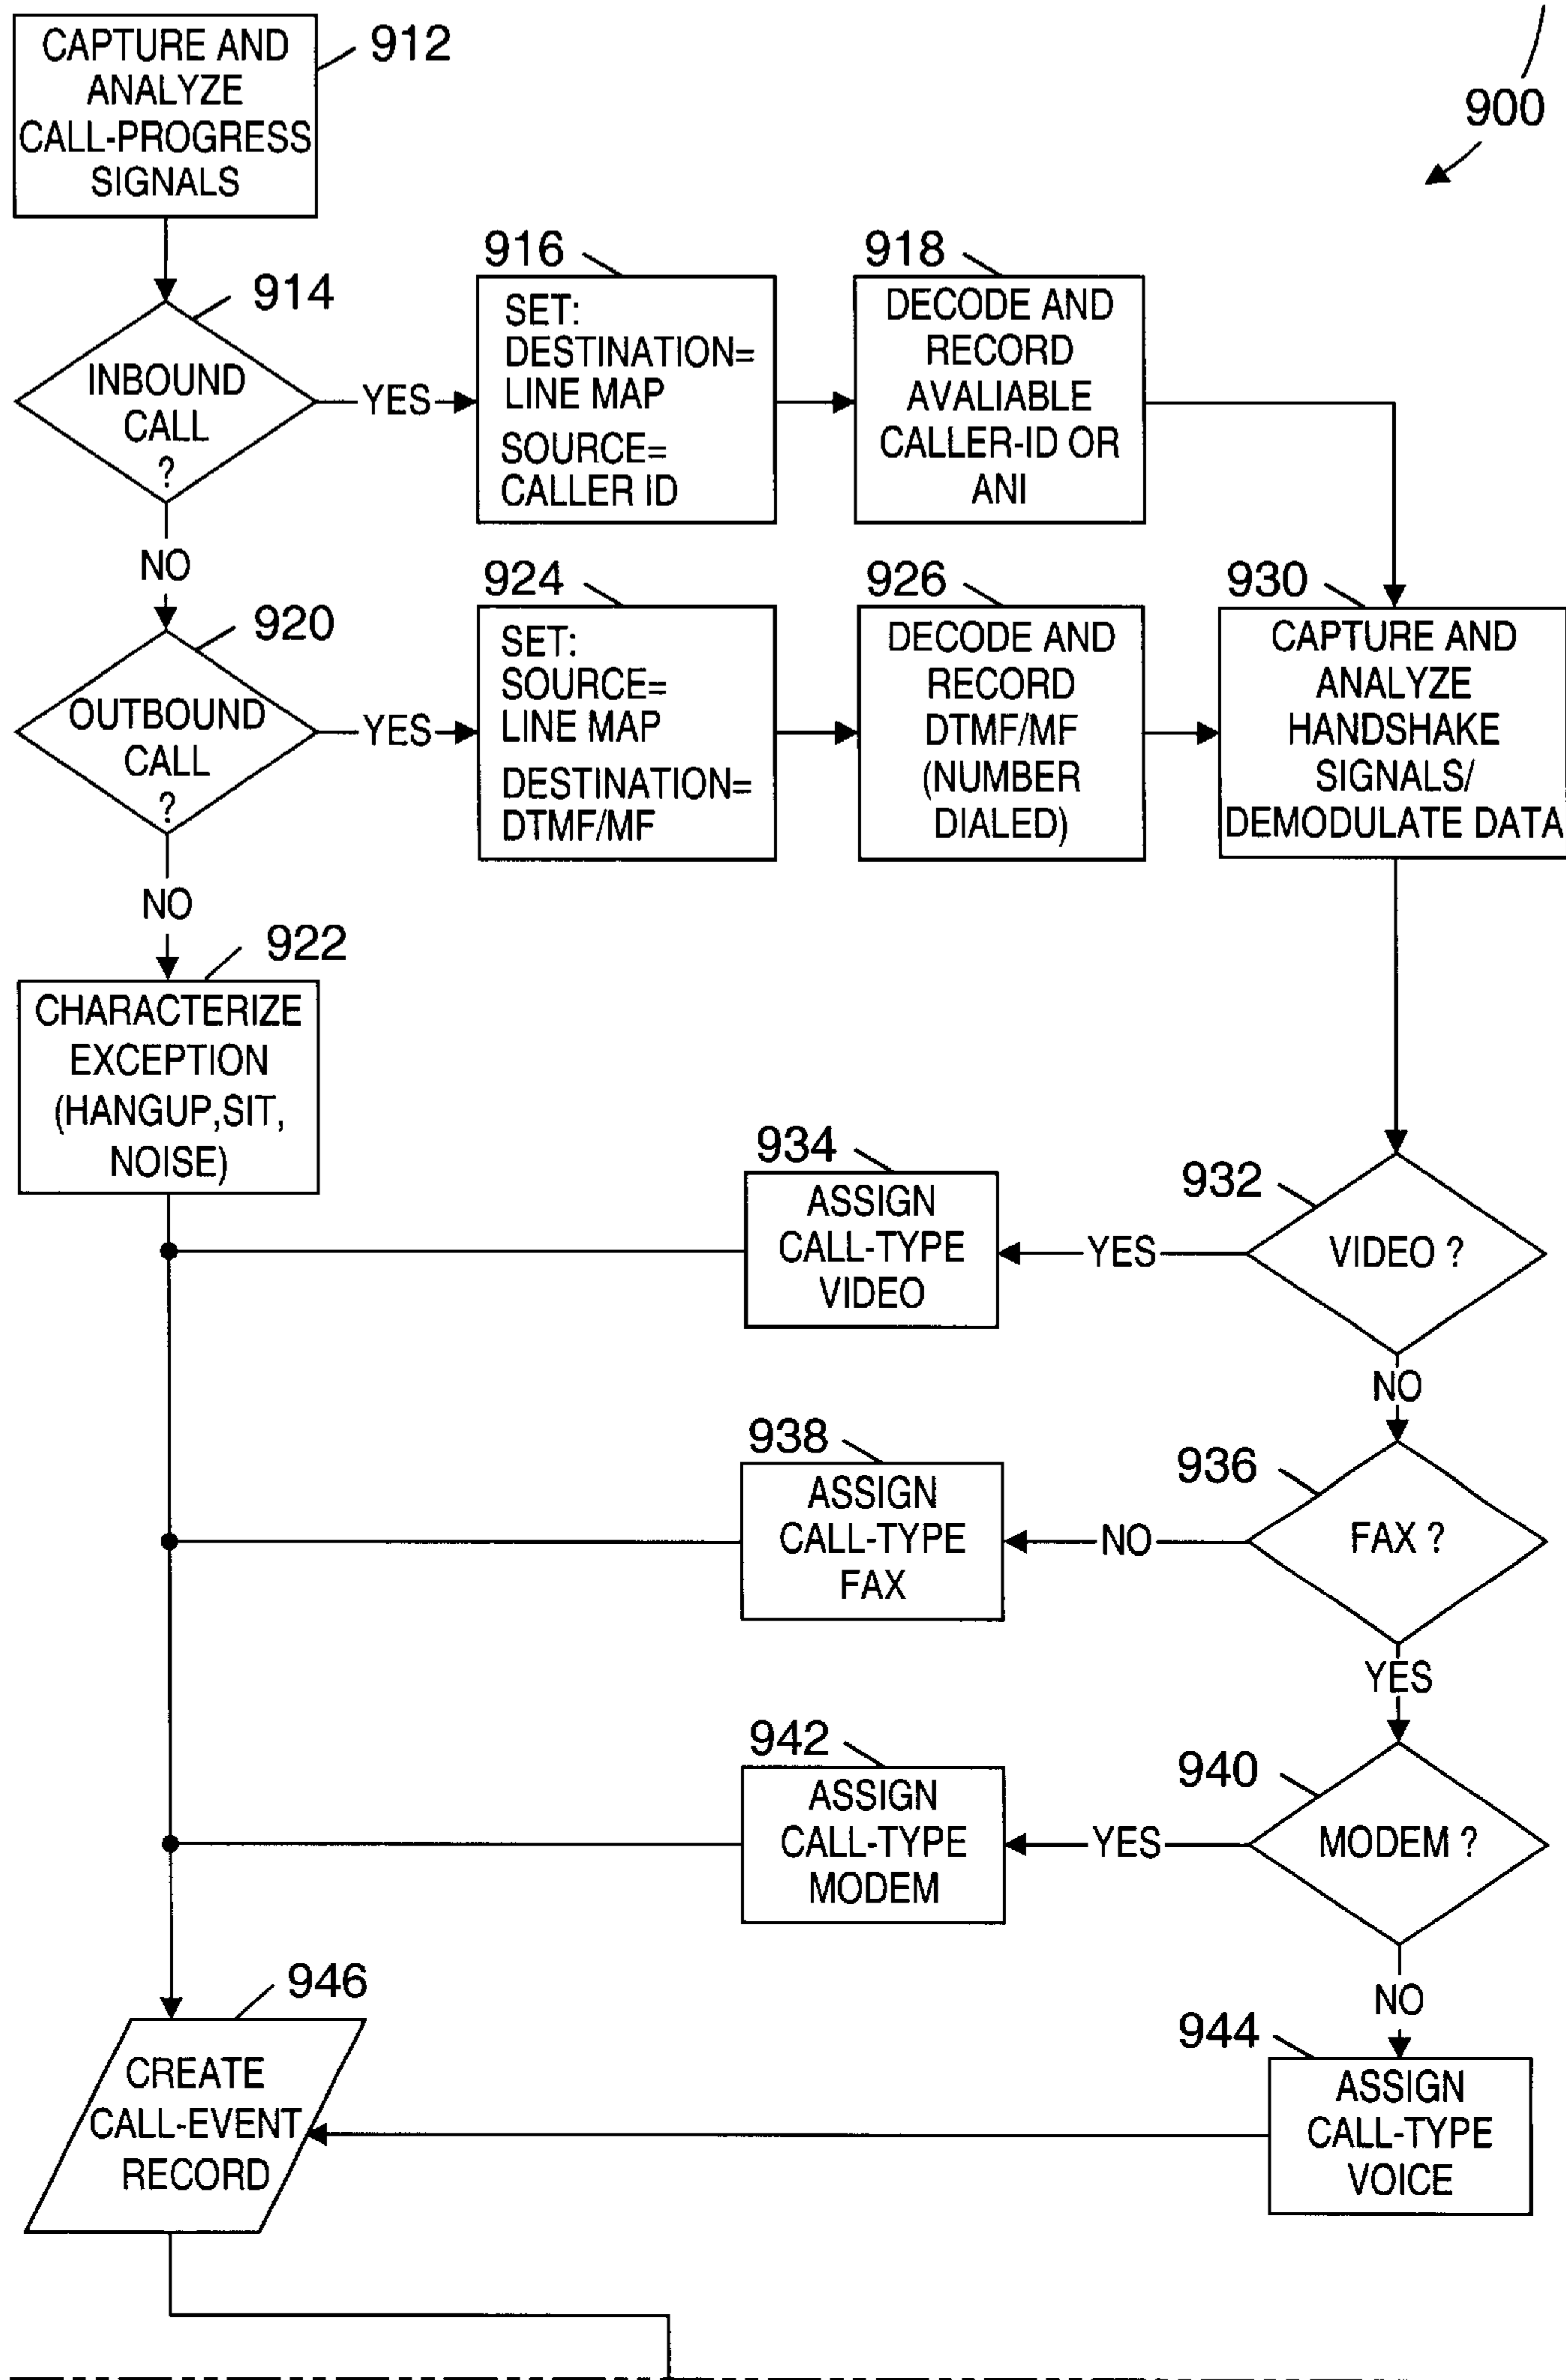 CAPTURE AND
ANALYZE
CALL-PROGRESS
SIGNALS
912
900
914
INBOUND
CALL
?
YES
916
SET:
DESTINATION=
LINE MAP
SOURCE=
CALLER ID
918
DECODE AND
RECORD
AVALIABLE
CALLER-ID OR
ANI
NO
920
OUTBOUND
CALL
?
YES
924
SET:
SOURCE=
LINE MAP
DESTINATION=
DTMF/MF
926
DECODE AND
RECORD
DTMF/MF
(NUMBER
DIALED)
930
CAPTURE AND
ANALYZE
HANDSHAKE
SIGNALS/
DEMODULATE DATA
NO
922
CHARACTERIZE
EXCEPTION
(HANGUP,SIT,
NOISE)
932
VIDEO ?
YES
934
ASSIGN
CALL-TYPE
VIDEO
NO
936
FAX ?
NO
938
ASSIGN
CALL-TYPE
FAX
YES
940
MODEM ?
YES
942
ASSIGN
CALL-TYPE
MODEM
NO
944
ASSIGN
CALL-TYPE
VOICE
946
CREATE
CALL-EVENT
RECORD